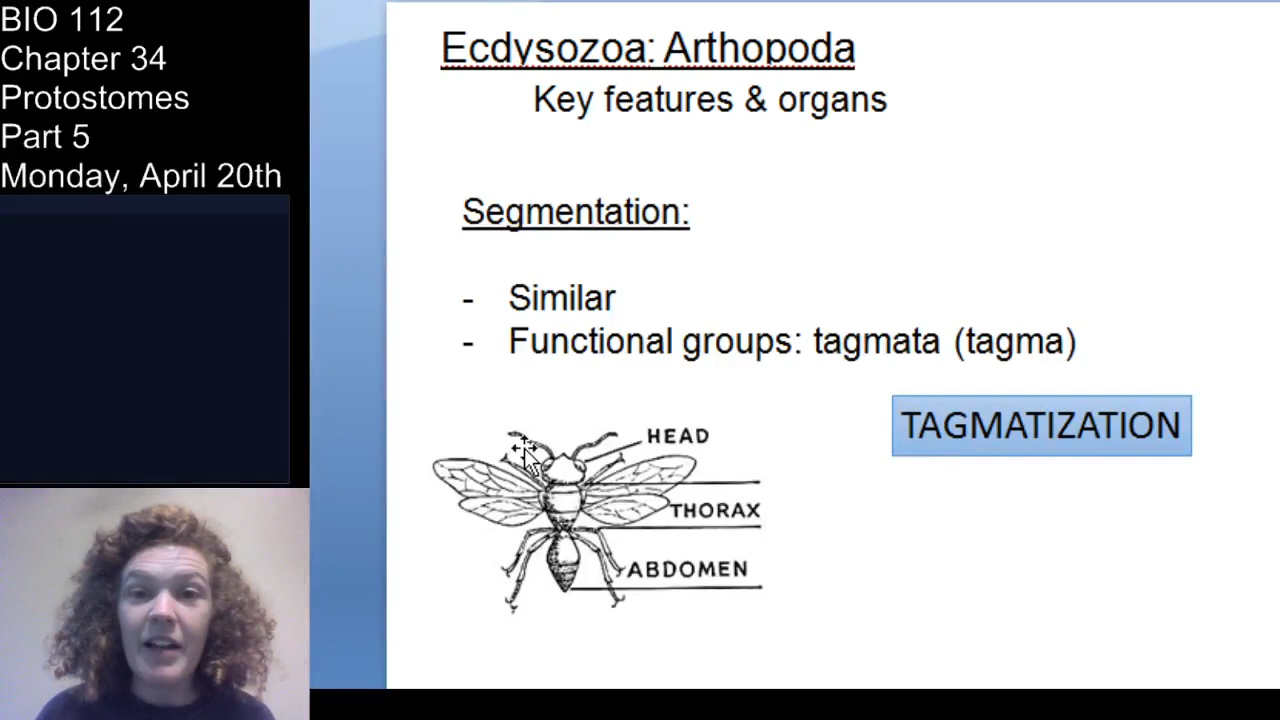 BIO 112
Chapter 34
Protostomes
Part 5
Monday, April 20th
Ecdysozoa: Arthopoda
Key features & organs
Segmentation:
- Similar
- Functional groups: tagmata (tagma)
TAGMATIZATION
HEAD
THORAX
ABDOMEN